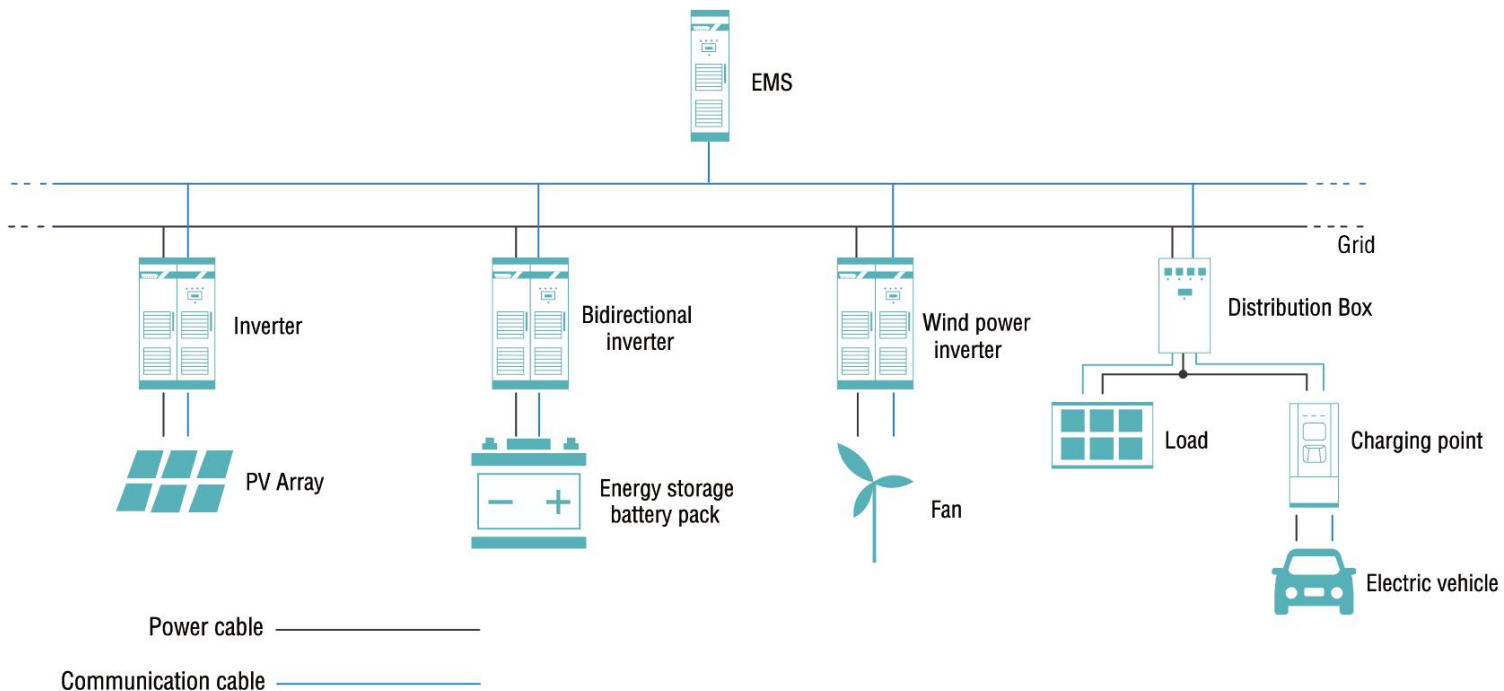 EMS
Grid
Inverter
Bidirectional
inverter
Wind power
inverter
Distribution Box
PV Array
Energy storage
battery pack
Fan
Load
Charging point
Electric vehicle
Power cable
Communication cable